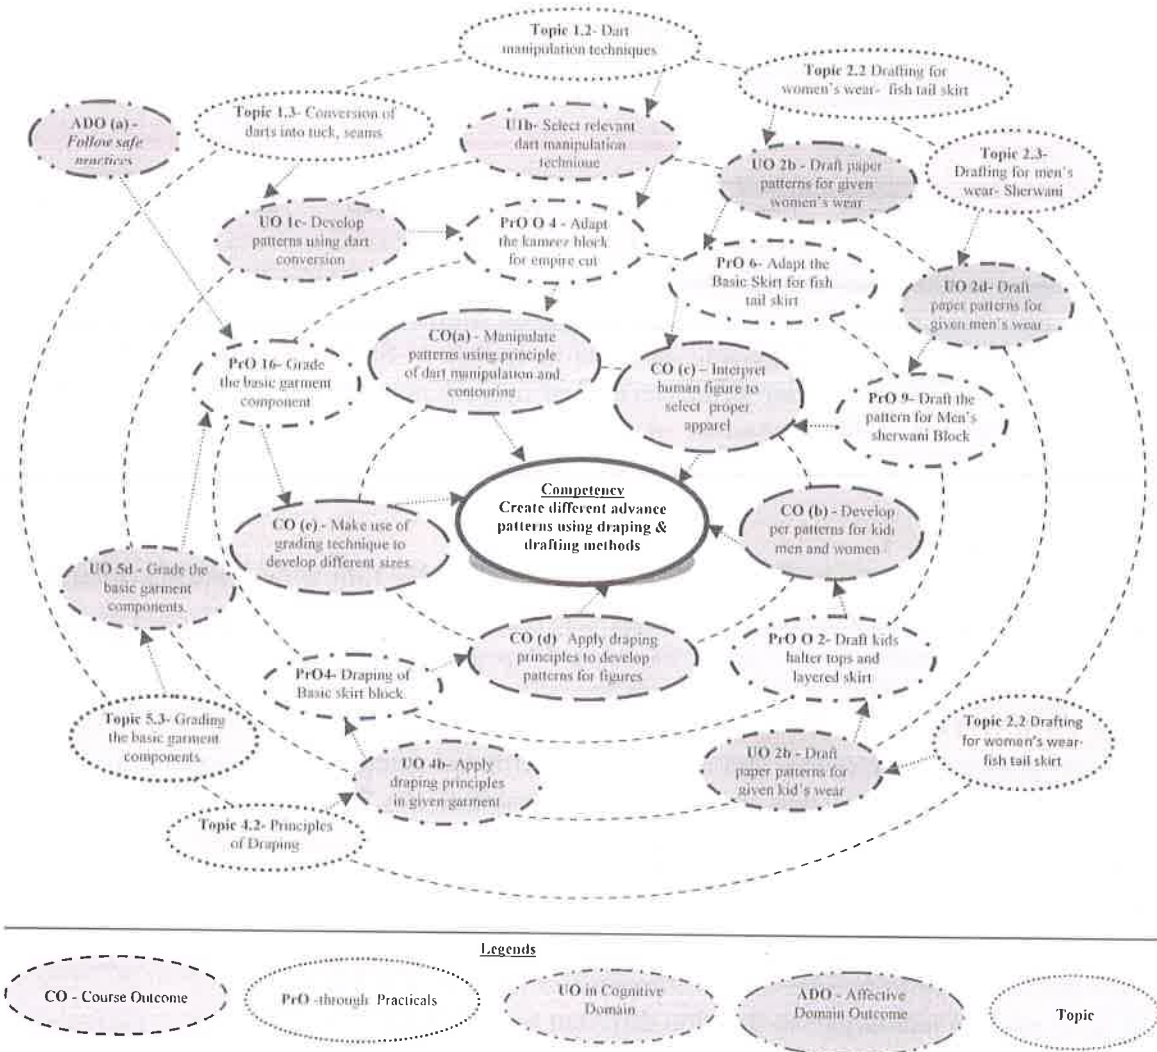 Topic 1.2- Dart
manipulation techniques
Topic 2.2 Drafting for
women's wear- fish tail skirt
Topic 1.3- Conversion of
darts into tuck, seams
ADO (a) -
Follow safe
practices
U1b- Select relevant
dart manipulation
technique
UO 2b - Draft paper
patterns for given
women's wear
Topic 2.3-
Drafting for men's
wear- Sherwani
UO 1c- Develop
patterns using dart
conversion
PrO O 4 - Adapt
the kameez block
for empire cut
PrO 6- Adapt the
Basic Skirt for fish
tail skirt
UO 2d- Draft
paper patterns for
given men's wear
PrO 16- Grade
the basic garment
component
CO(a) - Manipulate
patterns using principle
of dart manipulation and
contouring
CO (c) – Interpret
human figure to
select proper
apparel
PrO 9- Draft the
pattern for Men's
sherwani Block
Competency
Create different advance
patterns using draping &
drafting methods
CO (e) - Make use of
grading technique to
develop different sizes
CO (b) - Develop
per patterns for kid
men and women
UO 5d - Grade the
basic garment
components.
CO (d) Apply draping
principles to develop
patterns for figures
PrO O 2- Draft kids
halter tops and
layered skirt
PrO4- Draping of
Basic skirt block
Topic 5.3- Grading
the basic garment
components
Topic 2.2 Drafting
for women's wear-
fish tail skirt
UO 4b- Apply
draping principles
in given garment
UO 2b - Draft
paper patterns for
given kid's wear
Topic 4.2- Principles
of Draping
Legends
CO - Course Outcome
PrO -through Practicals
UO in Cognitive
Domain
ADO - Affective
Domain Outcome
Topic